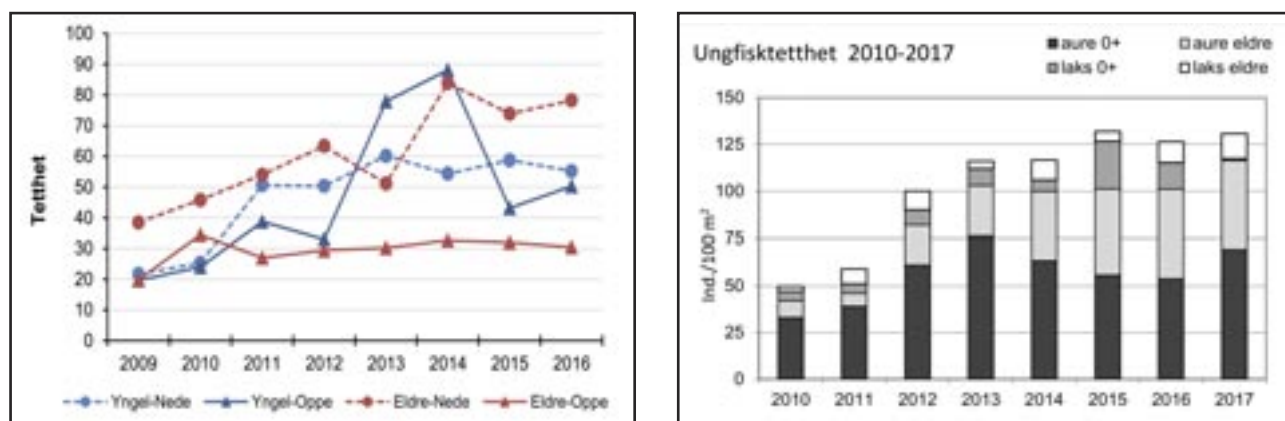 100
90
80
70
60
50
40
30
20
10
0
Tetthet
2009 2010 2011 2012 2013 2014 2015 2016
Yngel-Nede Yngel-Oppe Eldre-Nede Eldre-Oppe
Ungfisktetthet 2010-2017
aure 0+ aure eldre
laks 0+ laks eldre
150
125
100
75
50
25
0
Ind./100 m²
2010 2011 2012 2013 2014 2015 2016 2017